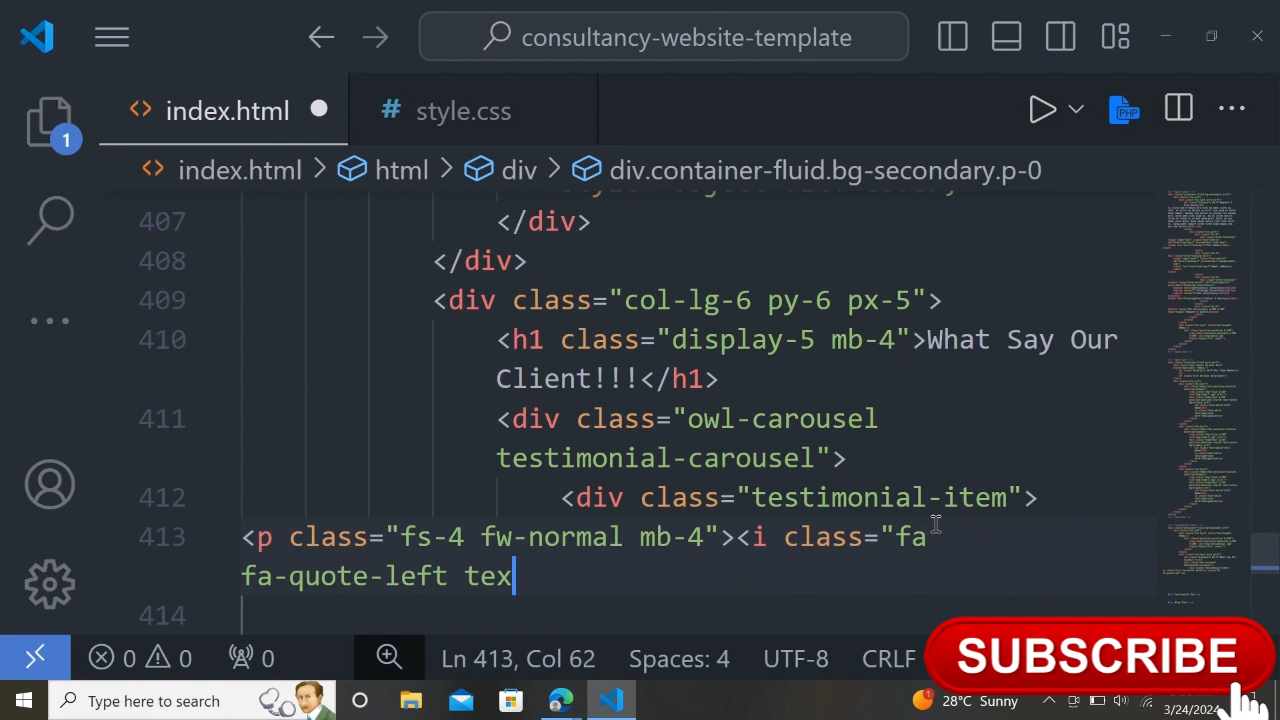 consultancy-website-template
index.html
# style.css
PHP
1
index.html > html > div > div.container-fluid.bg-secondary.p-0
407 </div>
408 </div>
409 <div class="col-lg-6py-6 px-5">
410 <h1 class="display-5 mb-4">What Say Our
Client!!!</h1>
411 <div class="owl-carousel
testimonial-carousel">
412 <div class="testimonial-item">
413 <p class="fs-4 fw-normal mb-4"><i class="fa
fa-quote-left tex
414
0 0 0
Ln 413, Col 62
Spaces: 4
UTF-8
CRLF
SUBSCRIBE
Type here to search
1
28°C Sunny
3/24/2024